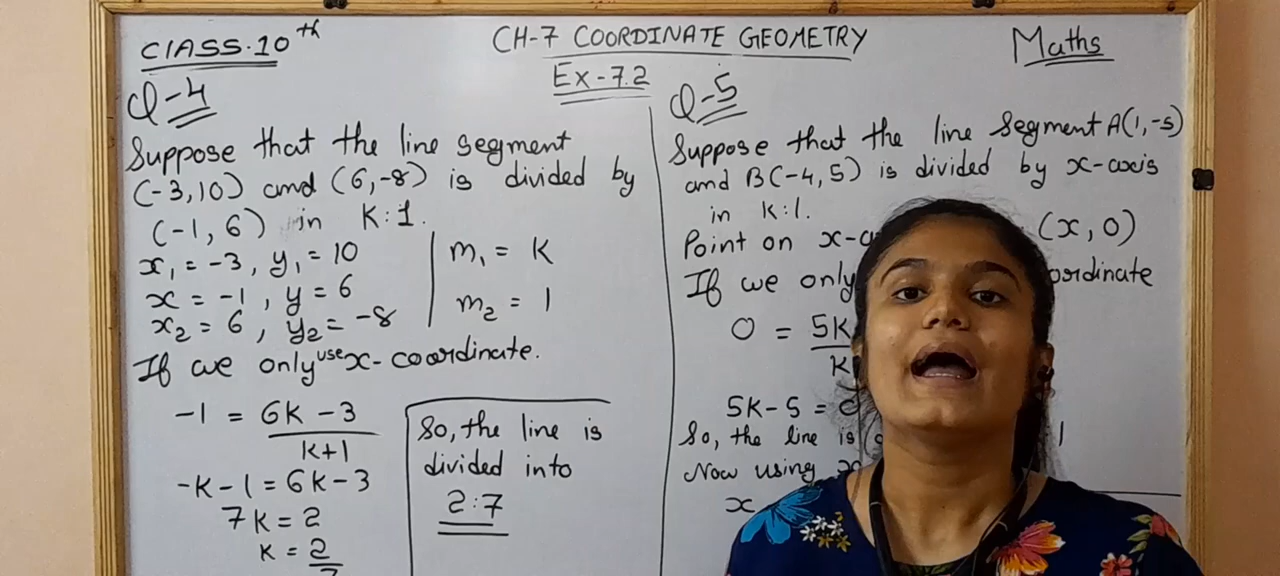 CLASS-10th
CH-7 COORDINATE GEOMETRY
Maths
Ex-7.2
Q-4
Suppose that the line segment
(-3,10) and (6,-8) is divided by
(-1,6) in K:1.
x₁ = -3, y₁ = 10
x = -1, y = 6
x₂ = 6, y₂ = -8
m₁ = K
m₂ = 1
If we only use x-coordinate.
-1 = 6K -3
K+1
-K-1 = 6K-3
7K = 2
K = 2
So, the line is
divided into
2:7
Q-5
Suppose that the line segment A(1,-5)
and B(-4,5) is divided by x-axis
in K:1.
Point on (x,0)
If we only
0 = 5K
K
5K-5 =
So, the line is 1
Now using
x